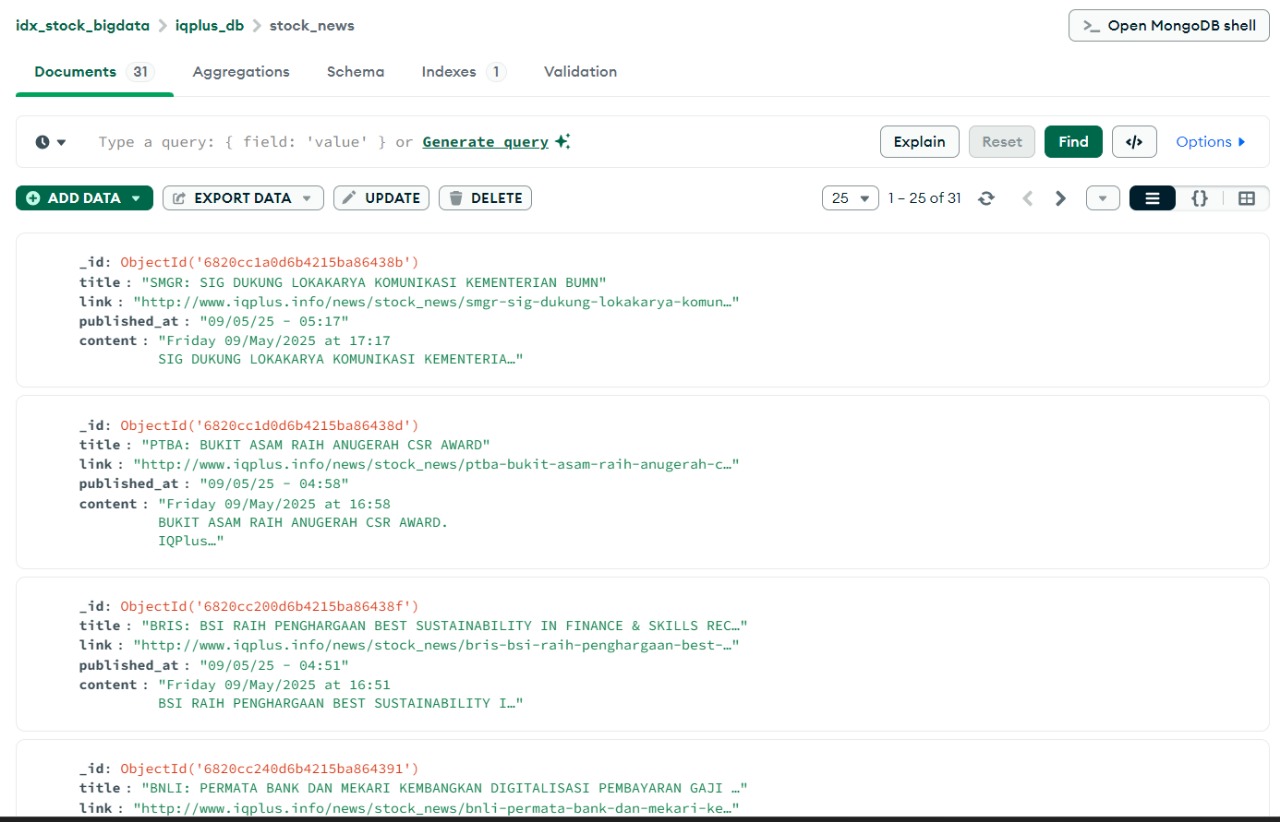 idx_stock_bigdata > iqplus_db > stock_news
>_ Open MongoDB shell
Documents 31 Aggregations Schema Indexes 1 Validation
Type a query: { field: 'value' } or Generate query
Explain Reset Find </> Options
ADD DATA EXPORT DATA UPDATE DELETE
25 1 – 25 of 31 {}
_id: ObjectId('6820cc1a0d6b4215ba86438b')
title : "SMGR: SIG DUKUNG LOKAKARYA KOMUNIKASI KEMENTERIAN BUMN"
link : "http://www.iqplus.info/news/stock_news/smgr-sig-dukung-lokakarya-komun…"
published_at : "09/05/25 - 05:17"
content : "Friday 09/May/2025 at 17:17
SIG DUKUNG LOKAKARYA KOMUNIKASI KEMENTERIA…"
_id: ObjectId('6820cc1d0d6b4215ba86438d')
title : "PTBA: BUKIT ASAM RAIH ANUGERAH CSR AWARD"
link : "http://www.iqplus.info/news/stock_news/ptba-bukit-asam-raih-anugerah-c…"
published_at : "09/05/25 - 04:58"
content : "Friday 09/May/2025 at 16:58
BUKIT ASAM RAIH ANUGERAH CSR AWARD.
IQPlus…"
_id: ObjectId('6820cc200d6b4215ba86438f')
title : "BRIS: BSI RAIH PENGHARGAAN BEST SUSTAINABILITY IN FINANCE & SKILLS REC…"
link : "http://www.iqplus.info/news/stock_news/bris-bsi-raih-penghargaan-best-…"
published_at : "09/05/25 - 04:51"
content : "Friday 09/May/2025 at 16:51
BSI RAIH PENGHARGAAN BEST SUSTAINABILITY I…"
_id: ObjectId('6820cc240d6b4215ba864391')
title : "BNLI: PERMATA BANK DAN MEKARI KEMBANGKAN DIGITALISASI PEMBAYARAN GAJI …"
link : "http://www.iqplus.info/news/stock_news/bnli-permata-bank-dan-mekari-ke…"